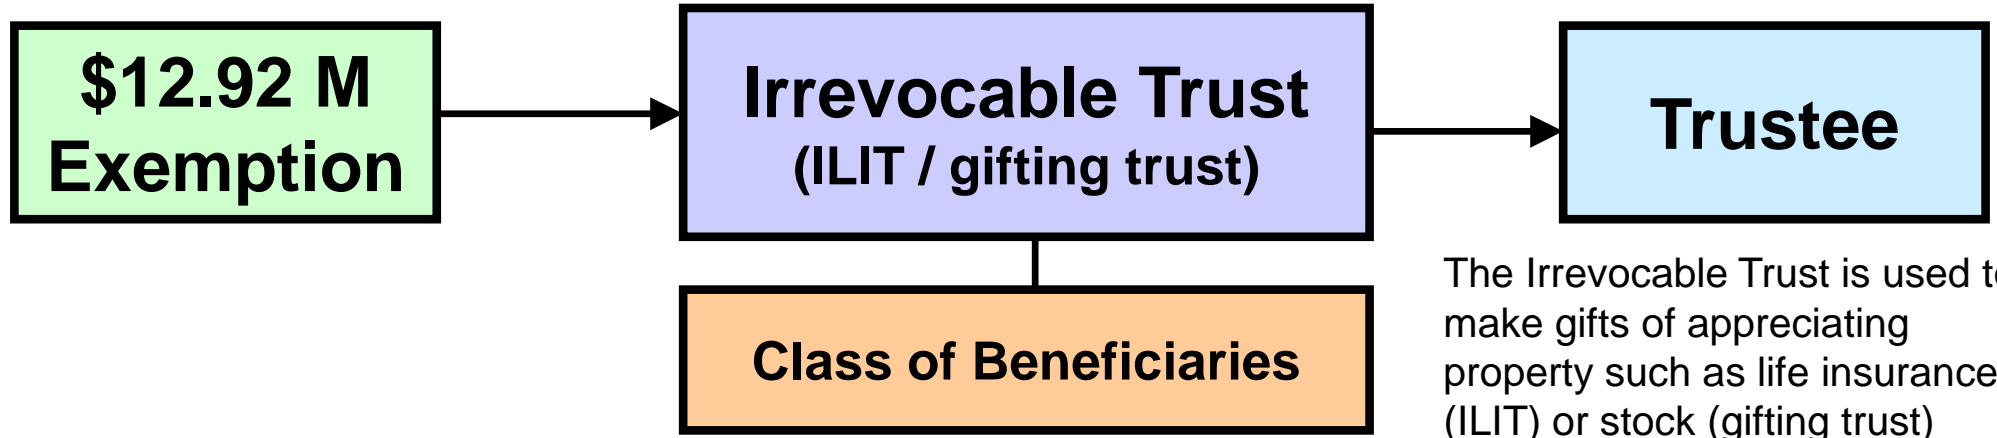 $12.92 M
Exemption
Irrevocable Trust
(ILIT / gifting trust)
Trustee
Class of Beneficiaries
The Irrevocable Trust is used to
make gifts of appreciating
property such as life insurance
(ILIT) or stock (gifting trust)